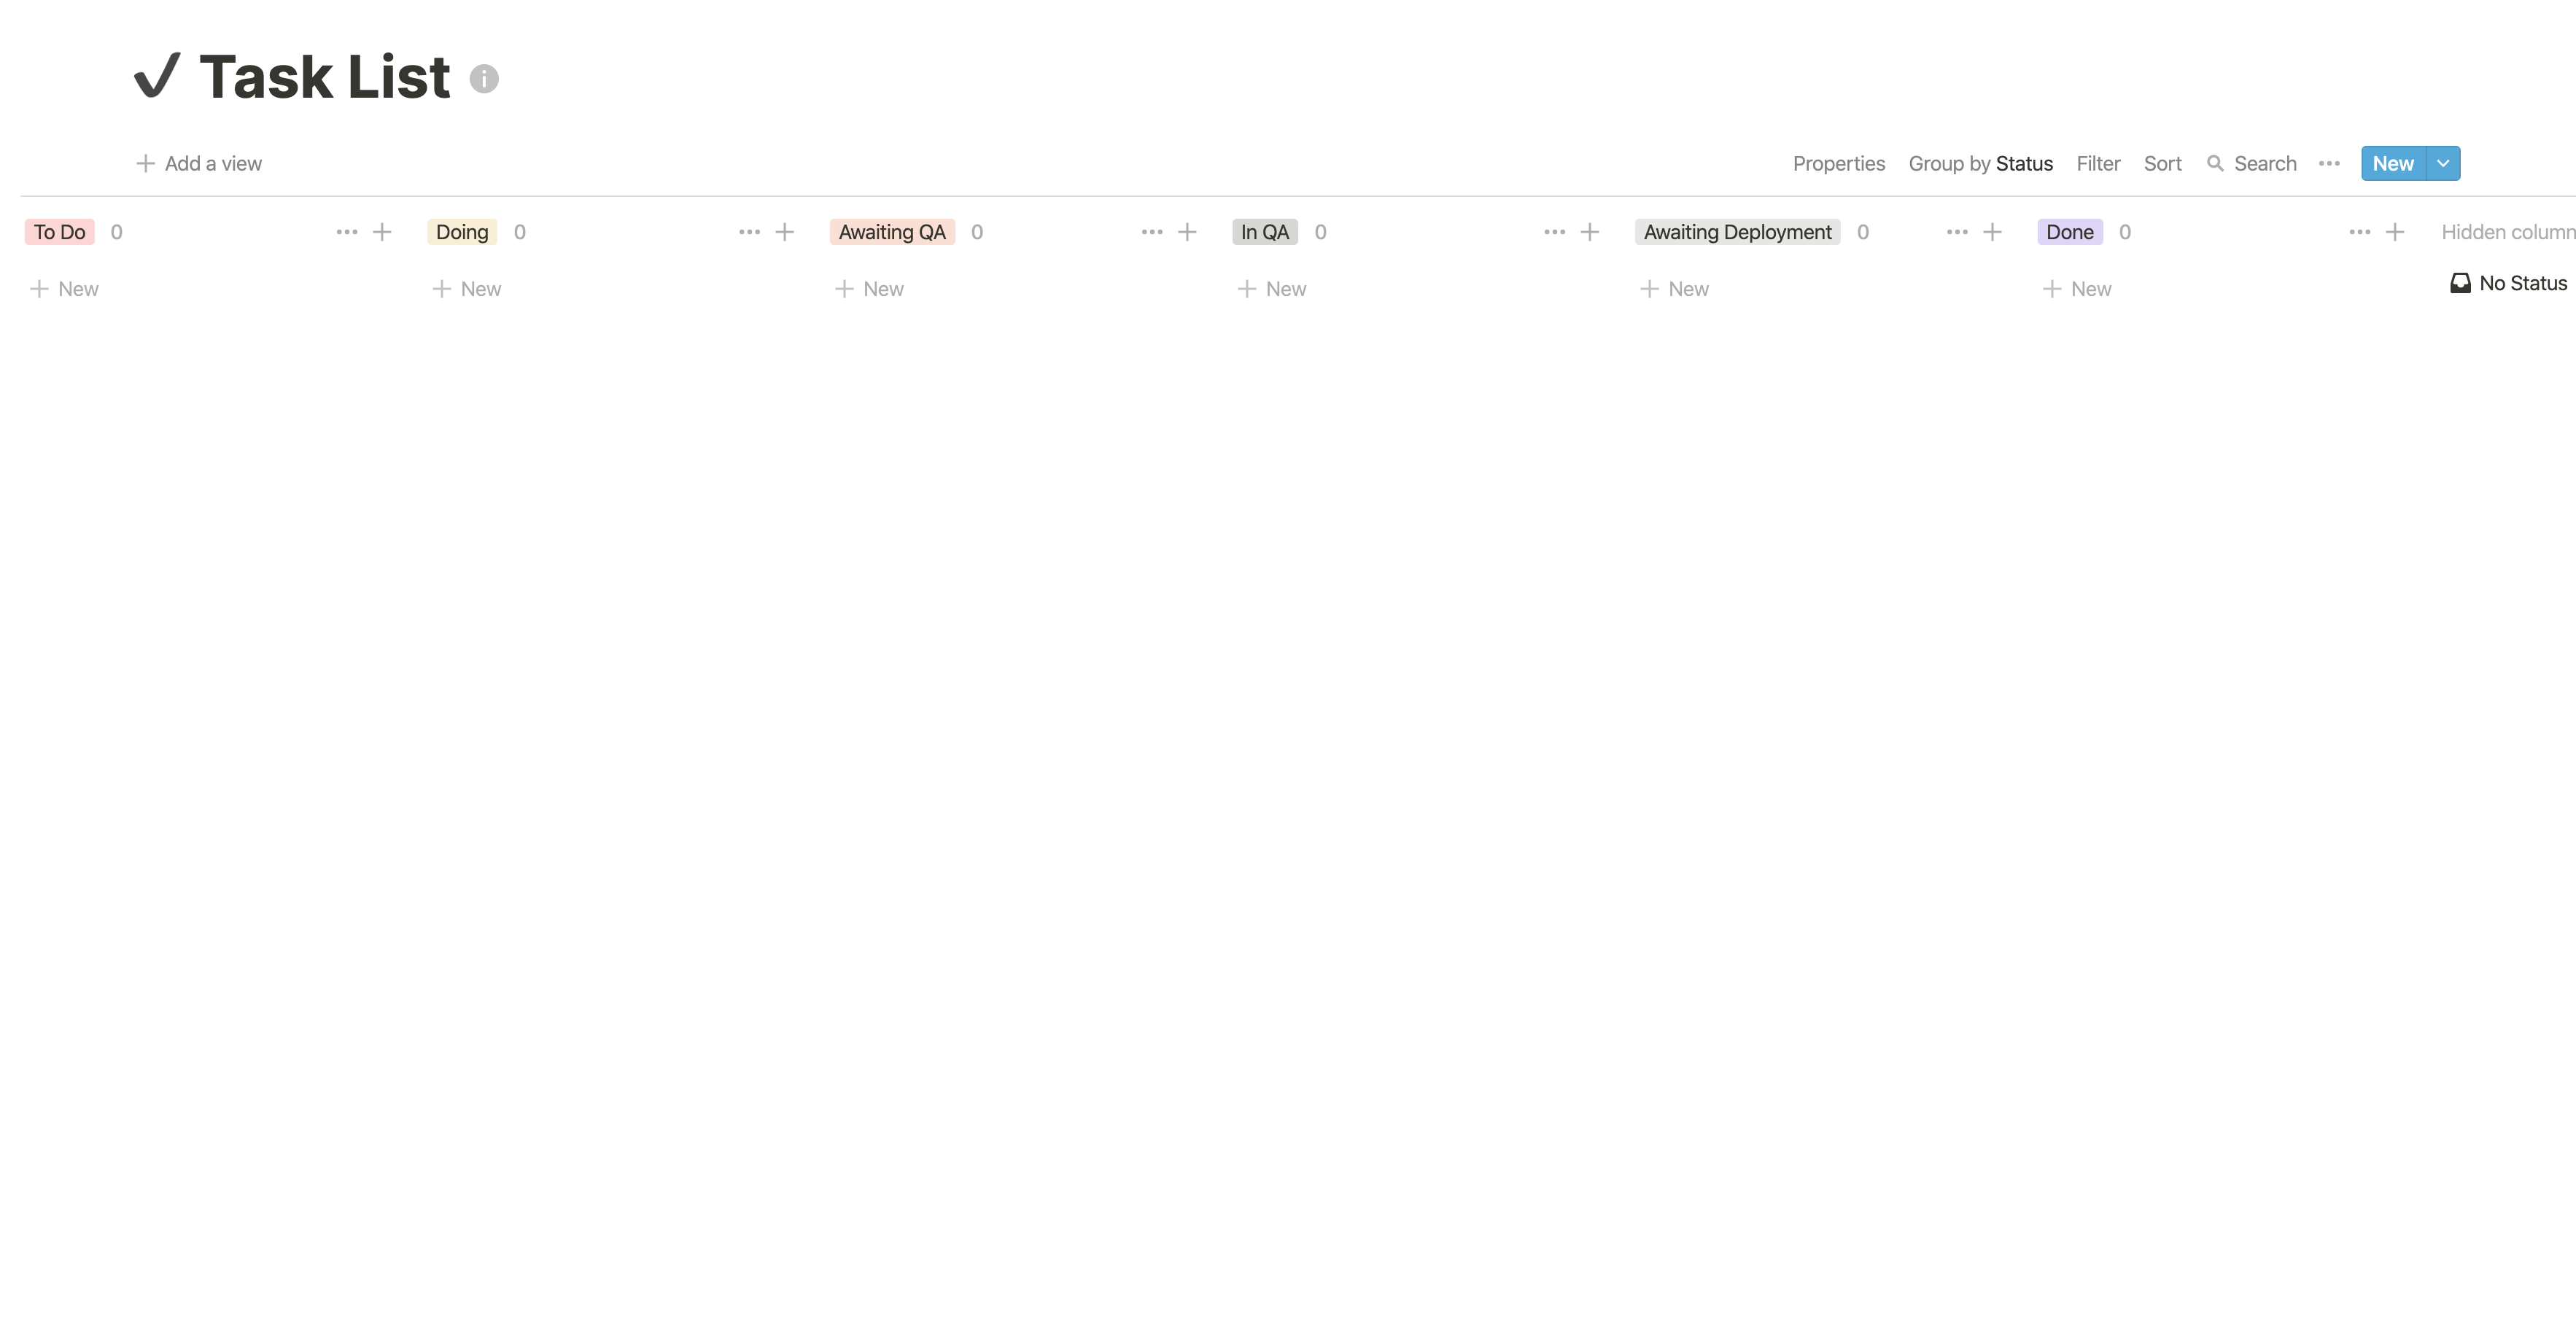 Task List
Add a view
Properties Group by Status Filter Sort Search New
To Do 0 Doing 0 Awaiting QA 0 In QA 0 Awaiting Deployment 0 Done 0 Hidden column
New New New New New New No Status